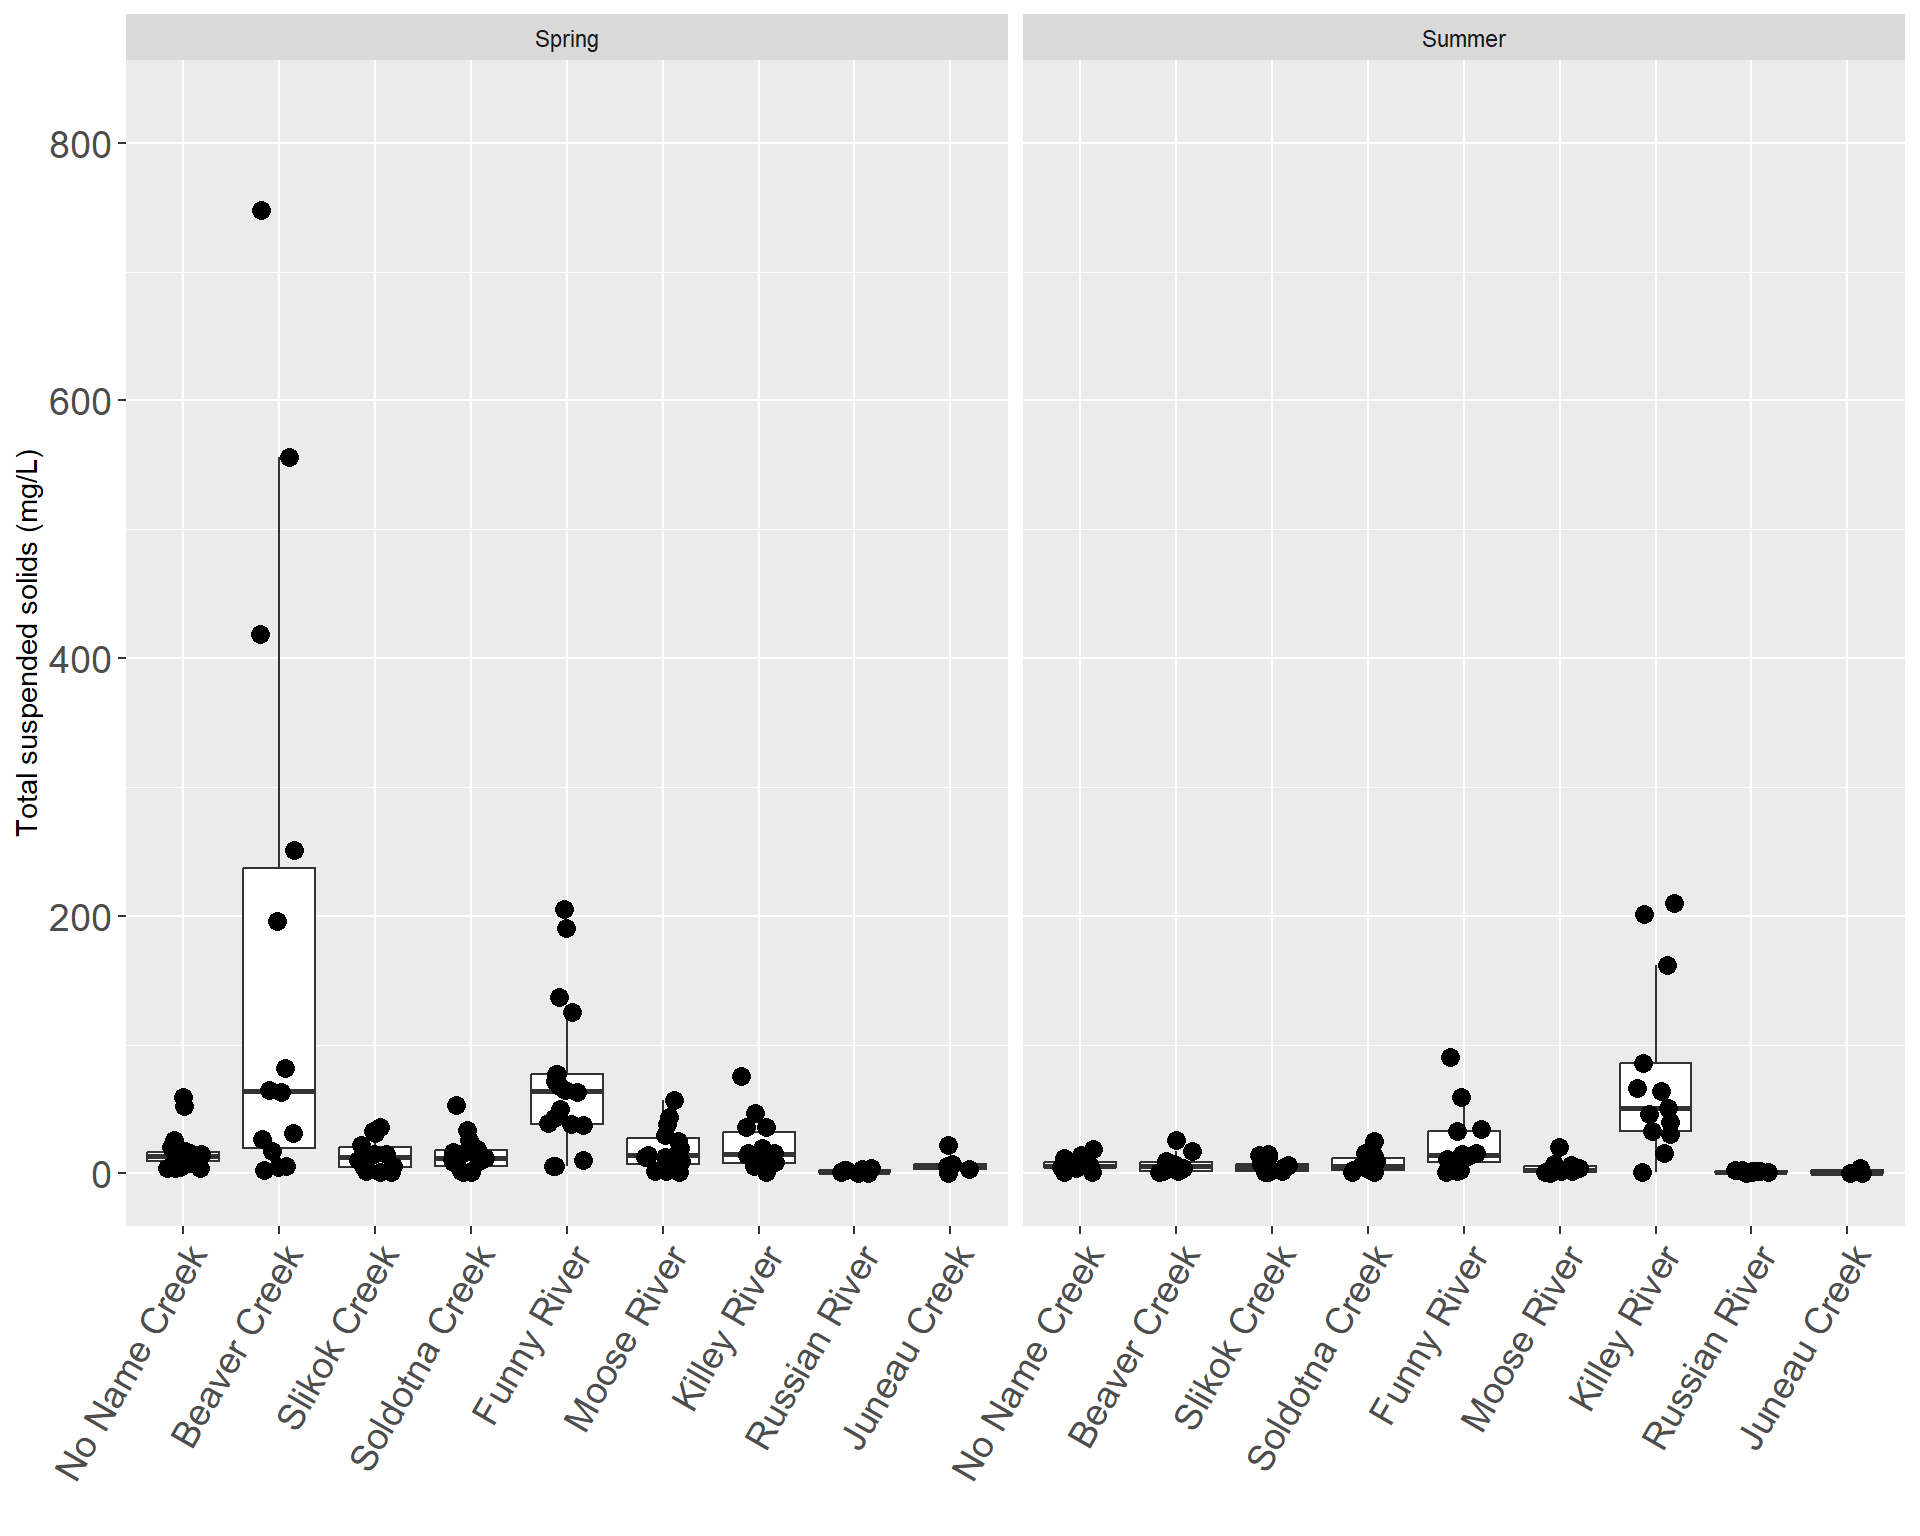 Spring
Summer
Total suspended solids (mg/L)
800
600
400
200
0
No Name Creek
Beaver Creek
Slikok Creek
Soldotna Creek
Funny River
Moose River
Killey River
Russian River
Juneau Creek
No Name Creek
Beaver Creek
Slikok Creek
Soldotna Creek
Funny River
Moose River
Killey River
Russian River
Juneau Creek